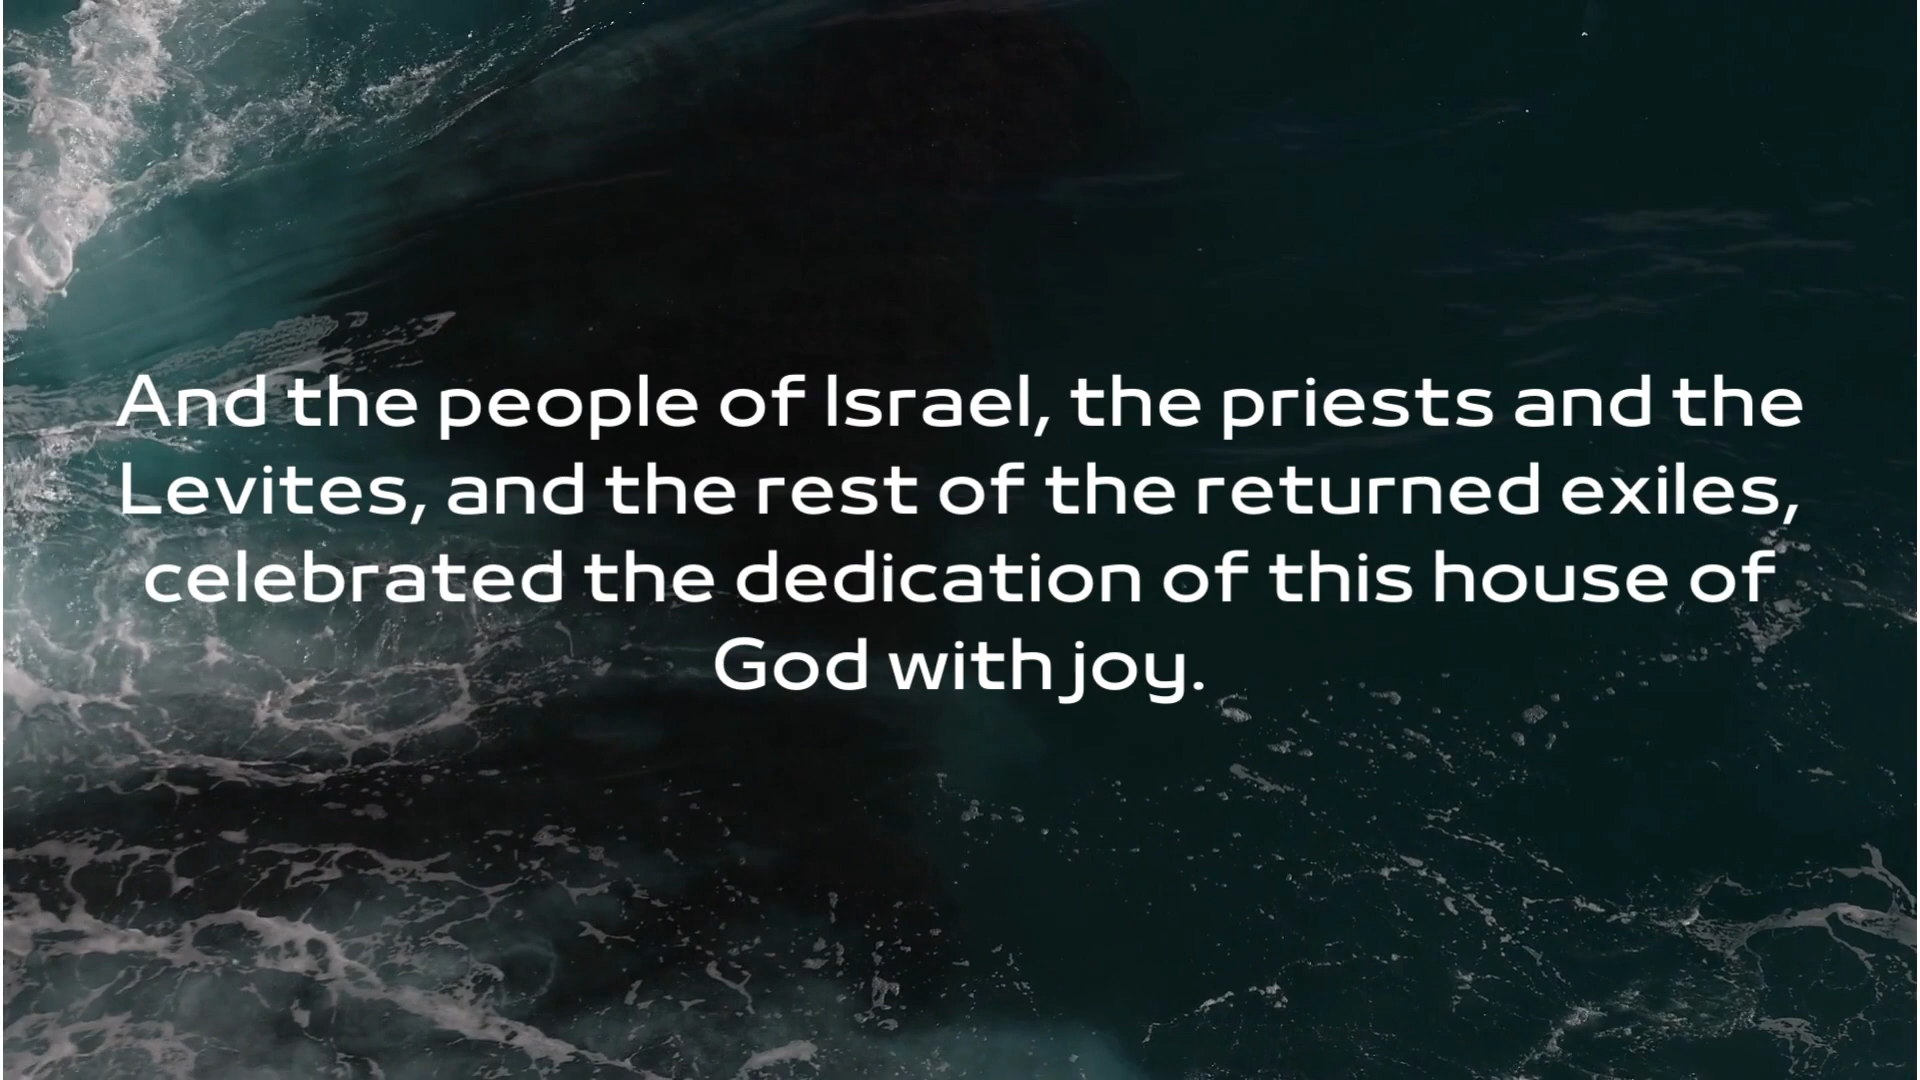 And the people of Israel, the priests and the
Levites, and the rest of the returned exiles,
celebrated the dedication of this house of
God with joy.